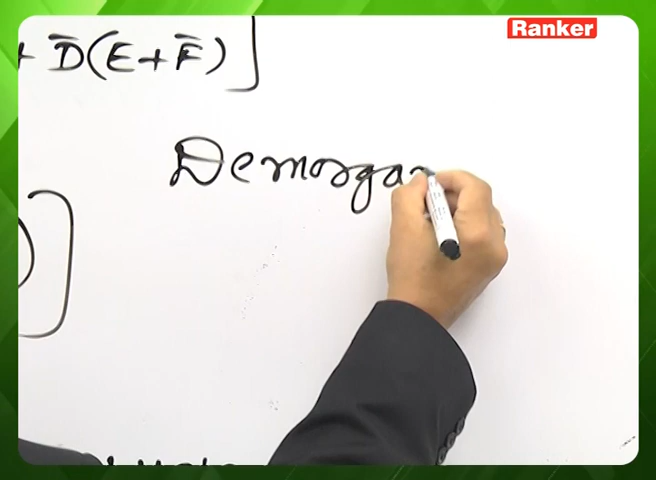 Ranker
+ D̅(E+F̅)]
Demorgan
)]